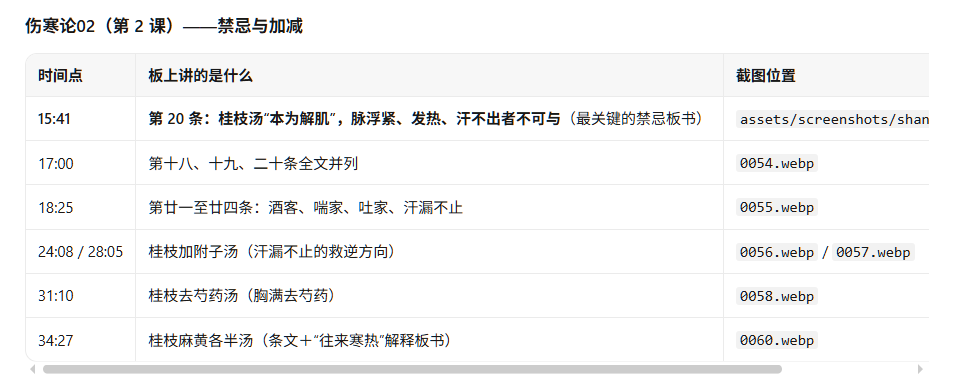 伤寒论02（第 2 课）——禁忌与加减
时间点 板上讲的是什么 截图位置
15:41 第 20 条：桂枝汤“本为解肌”，脉浮紧、发热、汗不出者不可与（最关键的禁忌板书） assets/screenshots/shan
17:00 第十八、十九、二十条全文并列 0054.webp
18:25 第廿一至廿四条：酒客、喘家、吐家、汗漏不止 0055.webp
24:08 / 28:05 桂枝加附子汤（汗漏不止的救逆方向） 0056.webp / 0057.webp
31:10 桂枝去芍药汤（胸满去芍药） 0058.webp
34:27 桂枝麻黄各半汤（条文＋“往来寒热”解释板书） 0060.webp